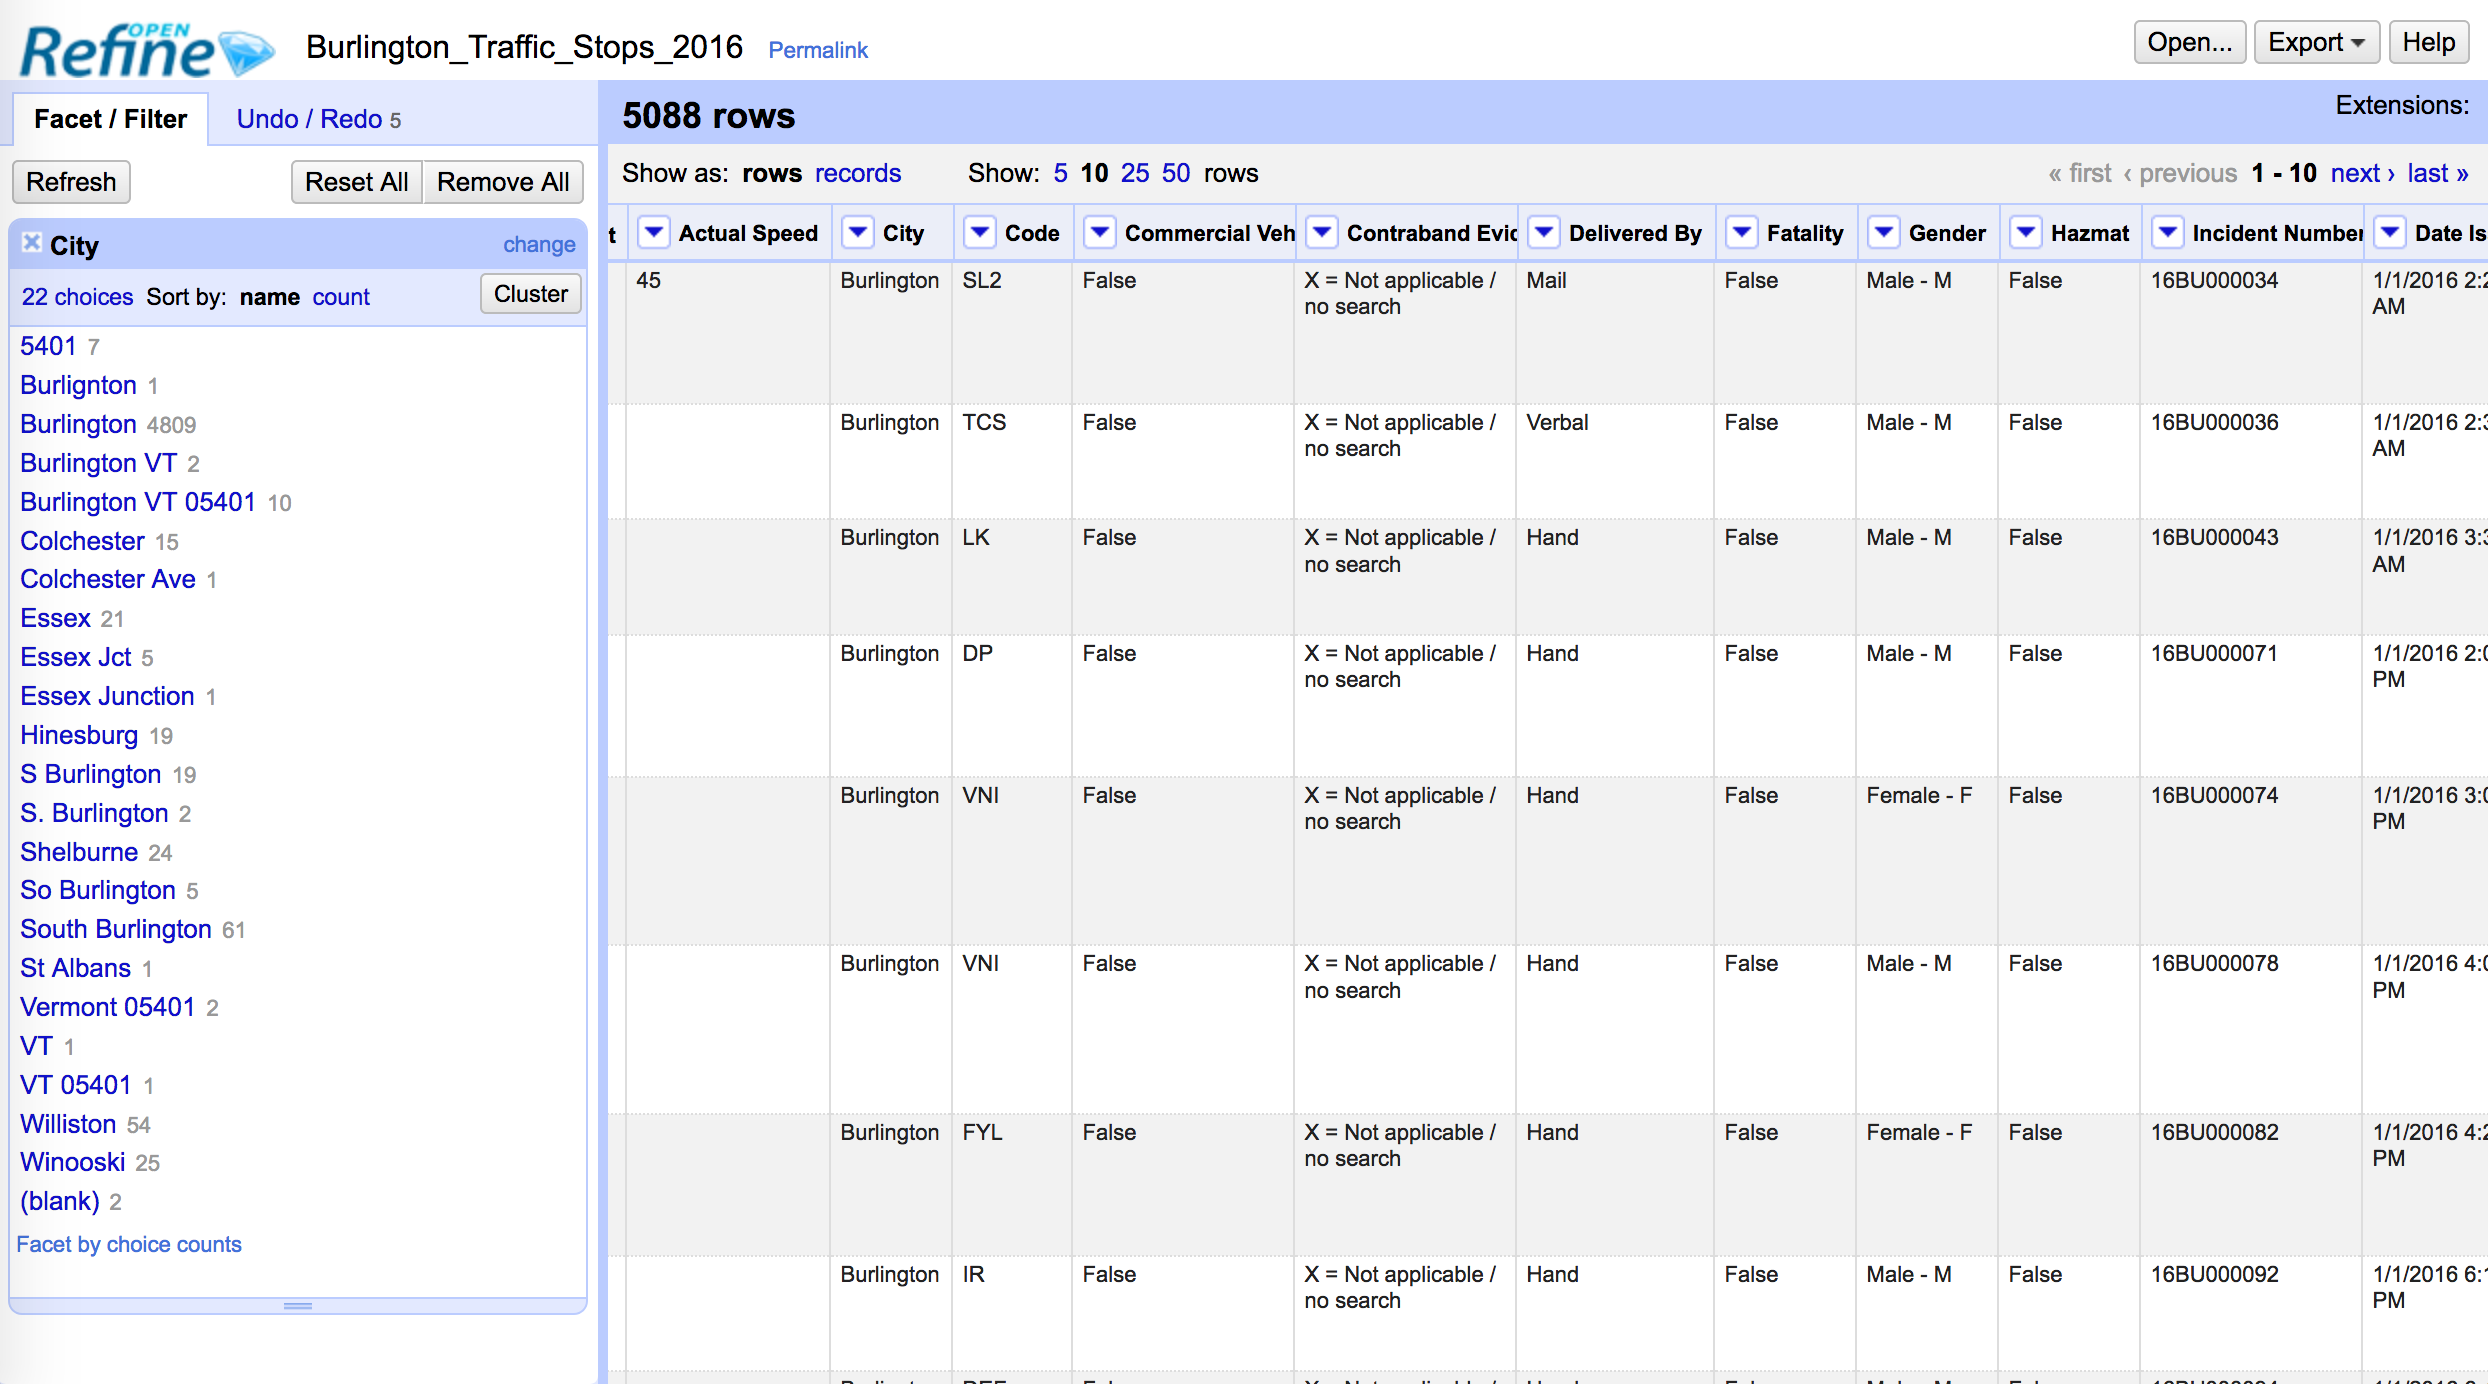 OPEN
Refine Burlington_Traffic_Stops_2016 Permalink Open... Export Help
Facet / Filter Undo / Redo 5
5088 rows Extensions:
Refresh Reset All Remove All
Show as: rows records Show: 5 10 25 50 rows « first ‹ previous 1 - 10 next › last »
City change
22 choices Sort by: name count Cluster
5401 7
Burlignton 1
Burlington 4809
Burlington VT 2
Burlington VT 05401 10
Colchester 15
Colchester Ave 1
Essex 21
Essex Jct 5
Essex Junction 1
Hinesburg 19
S Burlington 19
S. Burlington 2
Shelburne 24
So Burlington 5
South Burlington 61
St Albans 1
Vermont 05401 2
VT 1
VT 05401 1
Williston 54
Winooski 25
(blank) 2
Facet by choice counts
t Actual Speed City Code Commercial Veh Contraband Evid Delivered By Fatality Gender Hazmat Incident Number Date Is
45 Burlington SL2 False X = Not applicable / Mail False Male - M False 16BU000034 1/1/2016 2:2
no search AM
Burlington TCS False X = Not applicable / Verbal False Male - M False 16BU000036 1/1/2016 2:3
no search AM
Burlington LK False X = Not applicable / Hand False Male - M False 16BU000043 1/1/2016 3:3
no search AM
Burlington DP False X = Not applicable / Hand False Male - M False 16BU000071 1/1/2016 2:0
no search PM
Burlington VNI False X = Not applicable / Hand False Female - F False 16BU000074 1/1/2016 3:0
no search PM
Burlington VNI False X = Not applicable / Hand False Male - M False 16BU000078 1/1/2016 4:0
no search PM
Burlington FYL False X = Not applicable / Hand False Female - F False 16BU000082 1/1/2016 4:2
no search PM
Burlington IR False X = Not applicable / Hand False Male - M False 16BU000092 1/1/2016 6:1
no search PM